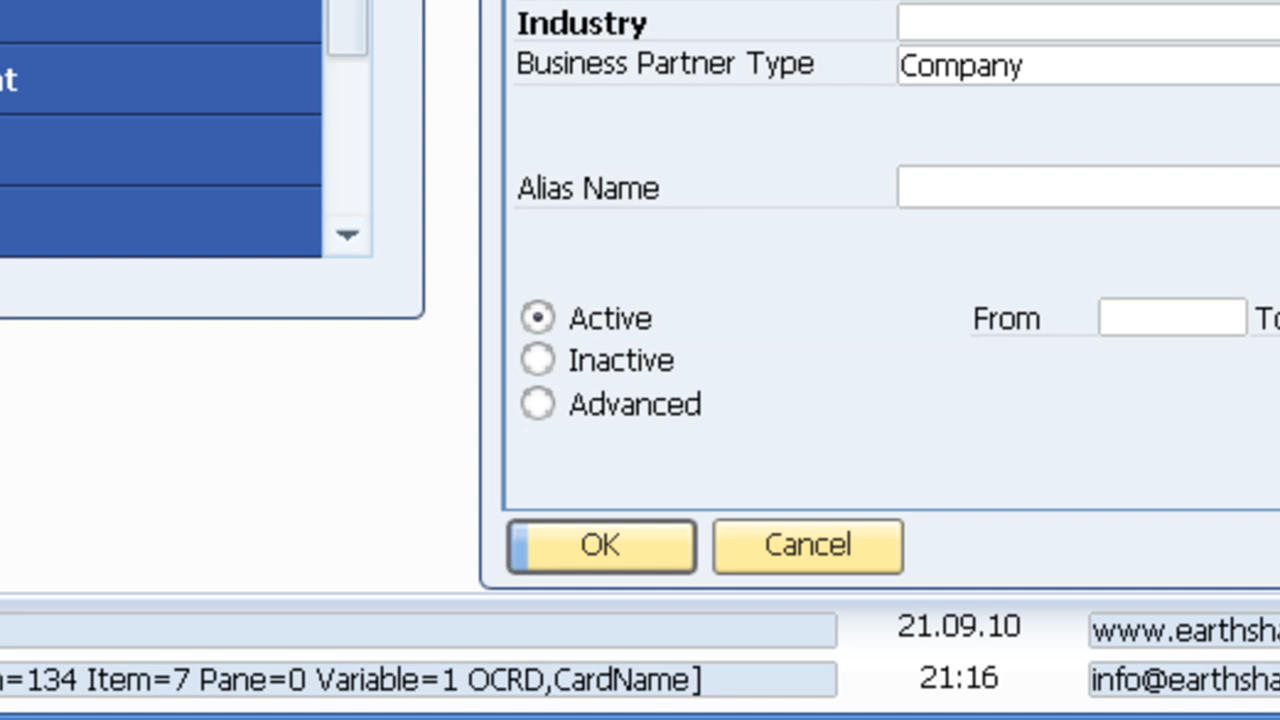 Industry
Business Partner Type Company
Alias Name
Active From
Inactive
Advanced
OK Cancel
21.09.10
=134 Item=7 Pane=0 Variable=1 OCRD,CardName] 21:16